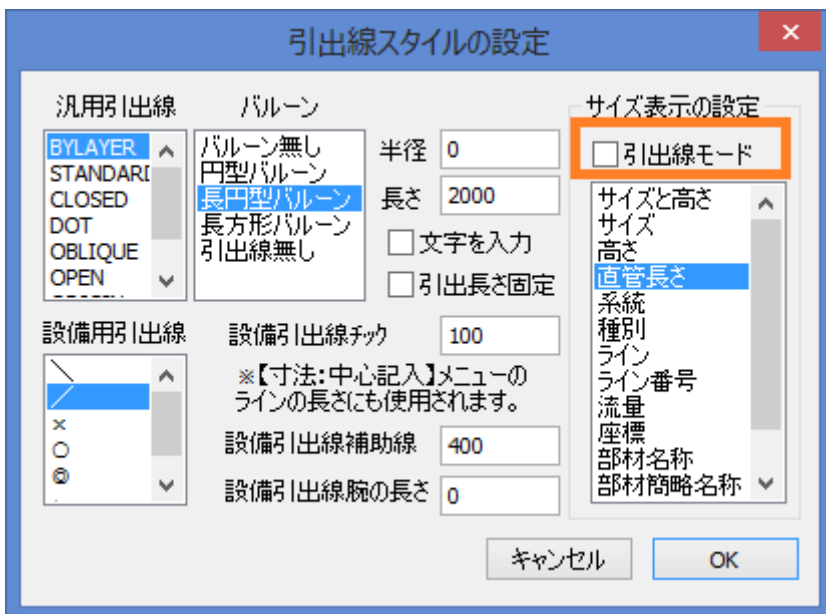 引出線スタイルの設定
×
汎用引出線
BYLAYER
STANDARD
CLOSED
DOT
OBLIQUE
OPEN
バルーン
バルーン無し
円型バルーン
長円型バルーン
長方形バルーン
引出線無し
半径 0
長さ 2000
文字を入力
引出長さ固定
設備用引出線
＼
／
×
○
◎
設備引出線チック 100
※【寸法:中心記入】メニューの
ラインの長さにも使用されます。
設備引出線補助線 400
設備引出線腕の長さ 0
サイズ表示の設定
引出線モード
サイズと高さ
サイズ
高さ
直管長さ
系統
種別
ライン
ライン番号
流量
座標
部材名称
部材簡略名称
キャンセル
OK